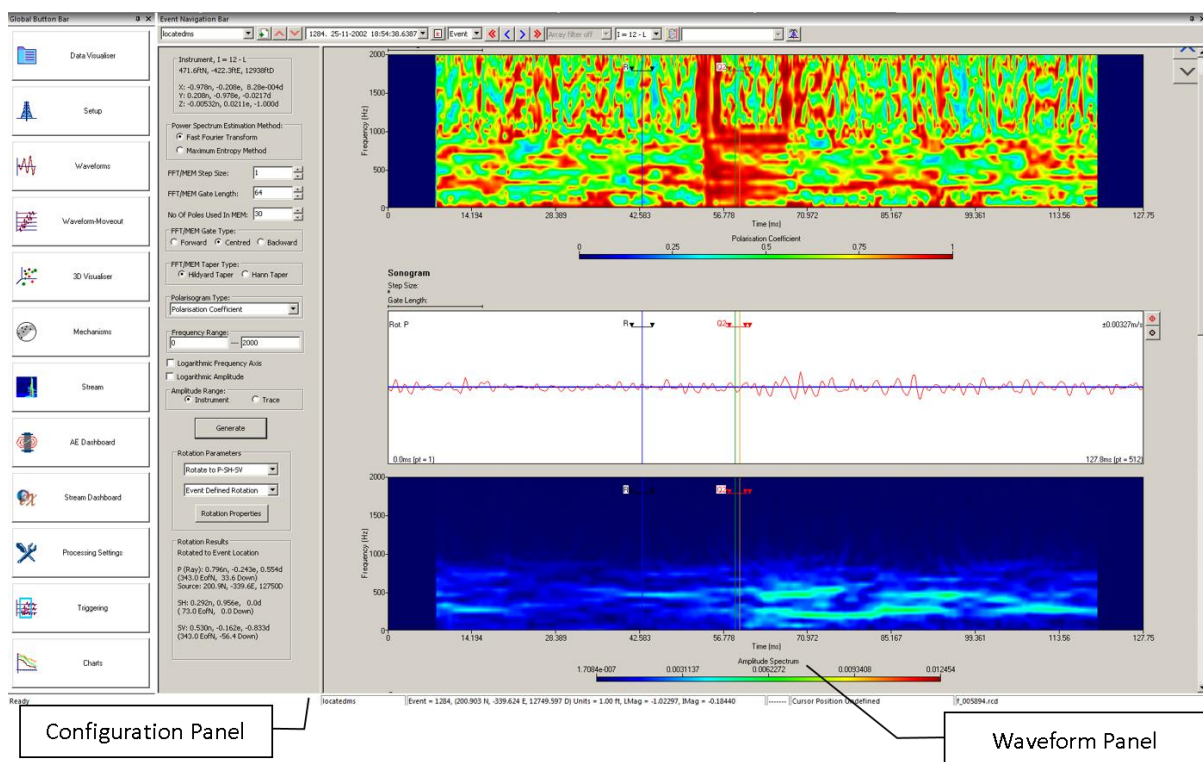 Global Button Bar
Event Navigation Bar
locatedms
1284. 25-11-2002 18:54:38.6387
Event
Array filter off
I = 12 - L
Data Visualiser
Setup
Waveforms
Waveform-Moveout
3D Visualiser
Mechanisms
Stream
AE Dashboard
Stream Dashboard
Processing Settings
Triggering
Charts
Instrument, I = 12 - L
471.6ftN, -422.3ftE, 12938ftD
X: -0.978n, -0.208e, 8.28e-004d
Y: 0.208n, -0.978e, -0.0217d
Z: -0.00532n, 0.0211e, -1.000d
Power Spectrum Estimation Method:
Fast Fourier Transform
Maximum Entropy Method
FFT/MEM Step Size: 1
FFT/MEM Gate Length: 64
No Of Poles Used In MEM: 30
FFT/MEM Gate Type:
Forward Centred Backward
FFT/MEM Taper Type:
Hildyard Taper Hann Taper
Polarisogram Type:
Polarisation Coefficient
Frequency Range:
0 --- 2000
Logarithmic Frequency Axis
Logarithmic Amplitude
Amplitude Range:
Instrument Trace
Generate
Rotation Parameters
Rotate to P-SH-SV
Event Defined Rotation
Rotation Properties
Rotation Results
Rotated to Event Location
P (Ray): 0.796n, -0.243e, 0.554d
(343.0 EofN, 33.6 Down)
Source: 200.9N, -339.6E, 12750D
SH: 0.292n, 0.956e, 0.0d
( 73.0 EofN, 0.0 Down)
SV: 0.530n, -0.162e, -0.833d
(343.0 EofN, -56.4 Down)
2000
1500
1000
500
0
Frequency (Hz)
R
Q2
0 14.194 28.389 42.583 56.778 70.972 85.167 99.361 113.56 127.75
Time (ms)
Polarisation Coefficient
0 0.25 0.5 0.75 1
Sonogram
Step Size:
Gate Length:
Rot. P
R
Q2
±0.00327m/s
0.0ms (pt = 1)
127.8ms (pt = 512)
2000
1500
1000
500
0
Frequency (Hz)
R
Q2
0 14.194 28.389 42.583 56.778 70.972 85.167 99.361 113.56 127.75
Time (ms)
Amplitude Spectrum
1.7084e-007 0.0031137 0.0062272 0.0093408 0.012454
Ready
locatedms
Event = 1284, (200.903 N, -339.624 E, 12749.597 D) Units = 1.00 ft, LMag = -1.02297, IMag = -0.18440
------- Cursor Position Undefined
f_005894.rcd
Configuration Panel
Waveform Panel